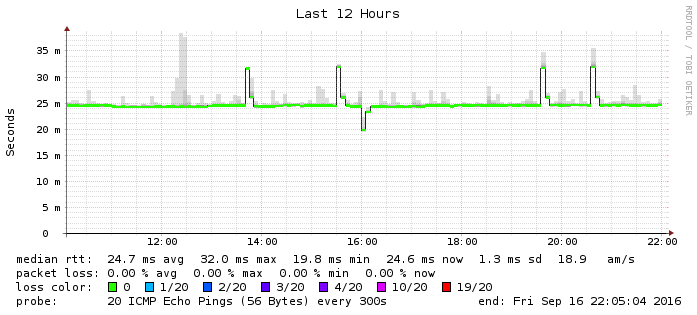 Last 12 Hours
RRDTOOL / TOBI OETIKER
Seconds
35 m
30 m
25 m
20 m
15 m
10 m
5 m
0
12:00 14:00 16:00 18:00 20:00 22:00
median rtt: 24.7 ms avg 32.0 ms max 19.8 ms min 24.6 ms now 1.3 ms sd 18.9 am/s
packet loss: 0.00 % avg 0.00 % max 0.00 % min 0.00 % now
loss color: 0 1/20 2/20 3/20 4/20 10/20 19/20
probe: 20 ICMP Echo Pings (56 Bytes) every 300s end: Fri Sep 16 22:05:04 2016